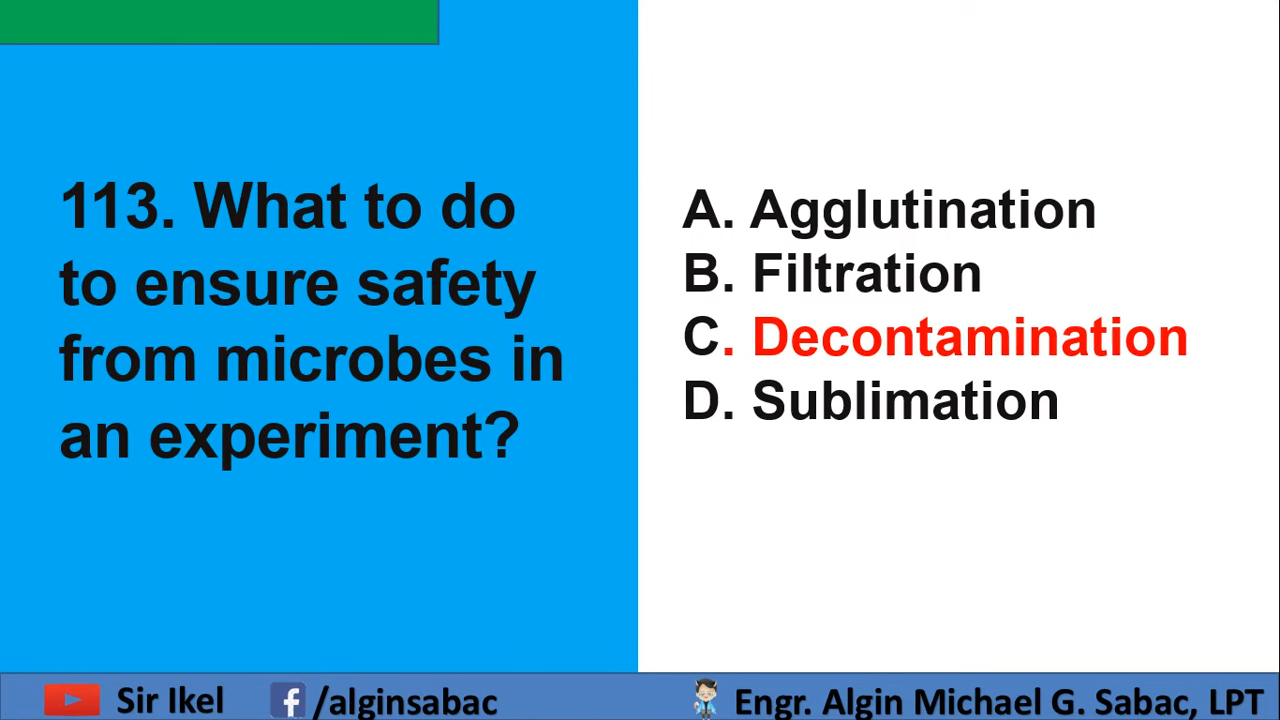 113. What to do
to ensure safety
from microbes in
an experiment?
A. Agglutination
B. Filtration
C. Decontamination
D. Sublimation
Sir Ikel
/alginsabac
Engr. Algin Michael G. Sabac, LPT